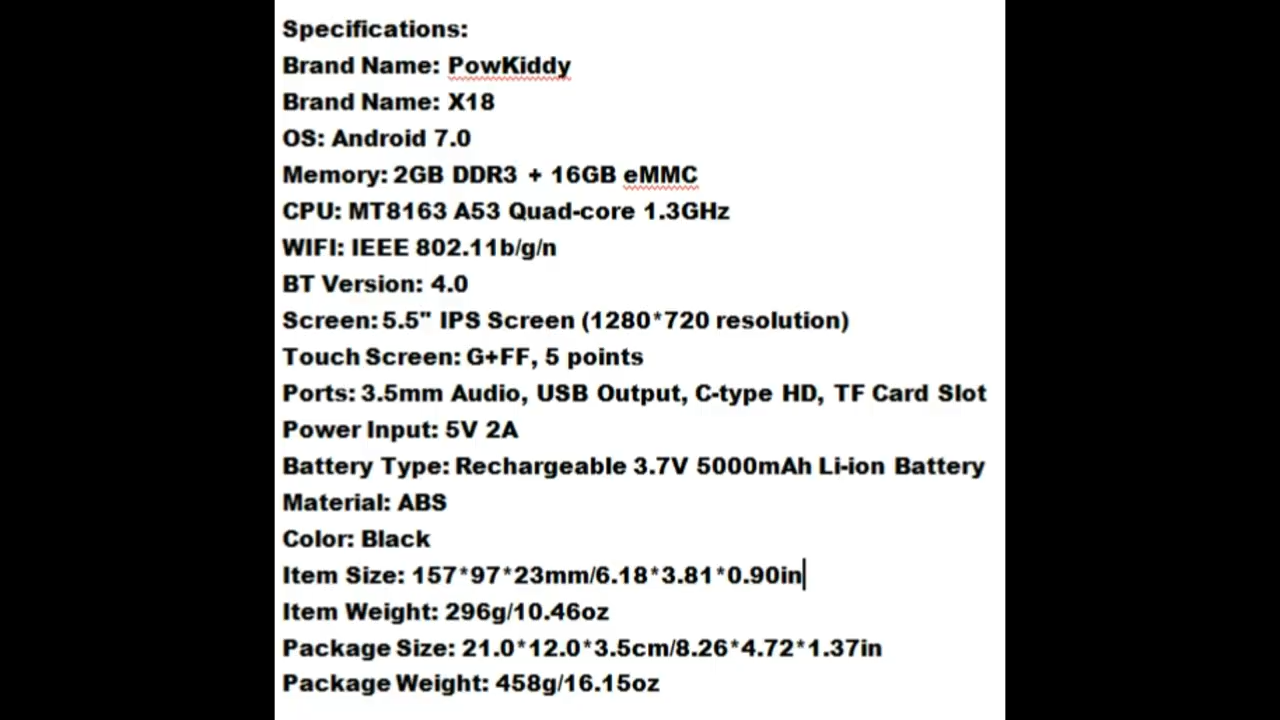 Specifications:
Brand Name: PowKiddy
Brand Name: X18
OS: Android 7.0
Memory: 2GB DDR3 + 16GB eMMC
CPU: MT8163 A53 Quad-core 1.3GHz
WIFI: IEEE 802.11b/g/n
BT Version: 4.0
Screen: 5.5" IPS Screen (1280*720 resolution)
Touch Screen: G+FF, 5 points
Ports: 3.5mm Audio, USB Output, C-type HD, TF Card Slot
Power Input: 5V 2A
Battery Type: Rechargeable 3.7V 5000mAh Li-ion Battery
Material: ABS
Color: Black
Item Size: 157*97*23mm/6.18*3.81*0.90in
Item Weight: 296g/10.46oz
Package Size: 21.0*12.0*3.5cm/8.26*4.72*1.37in
Package Weight: 458g/16.15oz